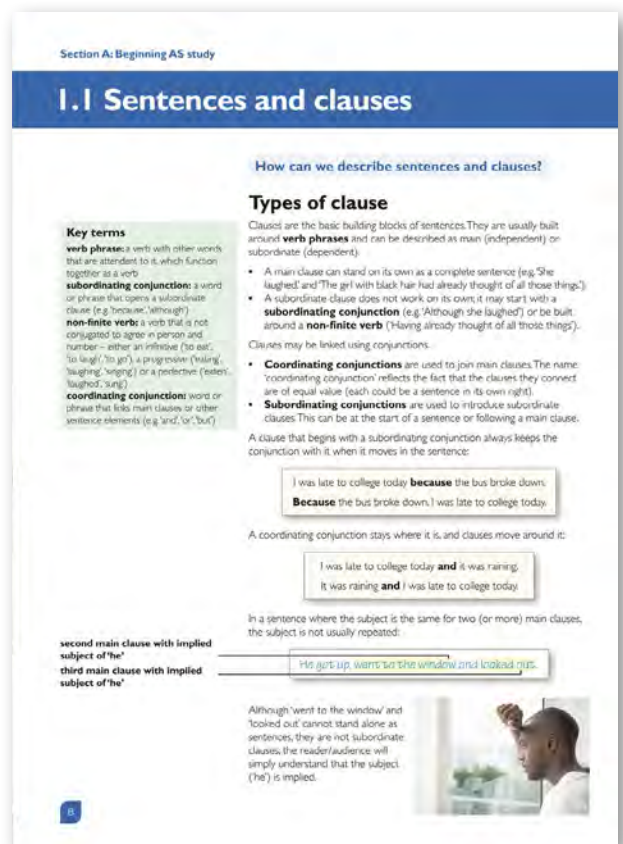 Section A: Beginning AS study
1.1 Sentences and clauses
How can we describe sentences and clauses?
Types of clause
Clauses are the basic building blocks of sentences. They are usually built
around verb phrases and can be described as main (independent) or
subordinate (dependent).
• A main clause can stand on its own as a complete sentence (e.g. 'She
laughed.' and 'The girl with black hair had already thought of all those things.')
• A subordinate clause does not work on its own; it may start with a
subordinating conjunction (e.g. 'Although she laughed') or be built
around a non-finite verb ('Having already thought of all those things').
Clauses may be linked using conjunctions.
• Coordinating conjunctions are used to join main clauses. The name
'coordinating conjunction' reflects the fact that the clauses they connect
are of equal value (each could be a sentence in its own right).
• Subordinating conjunctions are used to introduce subordinate
clauses. This can be at the start of a sentence or following a main clause.
A clause that begins with a subordinating conjunction always keeps the
conjunction with it when it moves in the sentence:
I was late to college today because the bus broke down.
Because the bus broke down, I was late to college today.
A coordinating conjunction stays where it is, and clauses move around it:
I was late to college today and it was raining.
It was raining and I was late to college today.
In a sentence where the subject is the same for two (or more) main clauses,
the subject is not usually repeated:
He got up, went to the window and looked out.
Although 'went to the window' and
'looked out' cannot stand alone as
sentences, they are not subordinate
clauses, the reader/audience will
simply understand that the subject
('he') is implied.
Key terms
verb phrase: a verb with other words
that are attendant to it, which function
together as a verb
subordinating conjunction: a word
or phrase that opens a subordinate
clause (e.g. 'because', 'although')
non-finite verb: a verb that is not
conjugated to agree in person and
number – either an infinitive ('to eat',
'to laugh', 'to go'), a progressive ('eating',
'laughing', 'singing') or a perfective ('eaten',
'laughed', 'sung')
coordinating conjunction: word or
phrase that links main clauses or other
sentence elements (e.g. 'and', 'or', 'but')
second main clause with implied
subject of 'he'
third main clause with implied
subject of 'he'
8